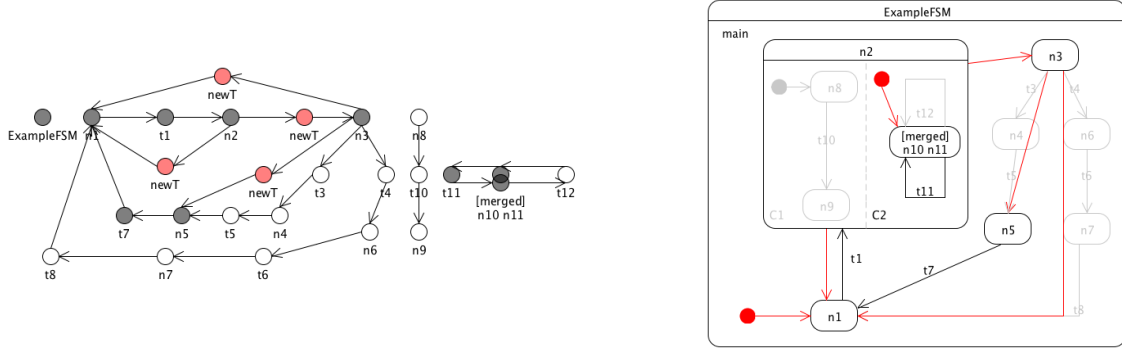 newT
ExampleFSM
n1
t1
n2
newT
n3
n8
newT
newT
t3
t4
t10
t11
t12
[merged]
n10 n11
t7
n5
t5
n4
n6
n9
t8
n7
t6
ExampleFSM
main
n2
n3
n8
t12
t3
t4
n4
n6
t10
[merged]
n10 n11
t5
t6
t11
n9
C1
C2
n5
n7
t1
t7
n1
t8